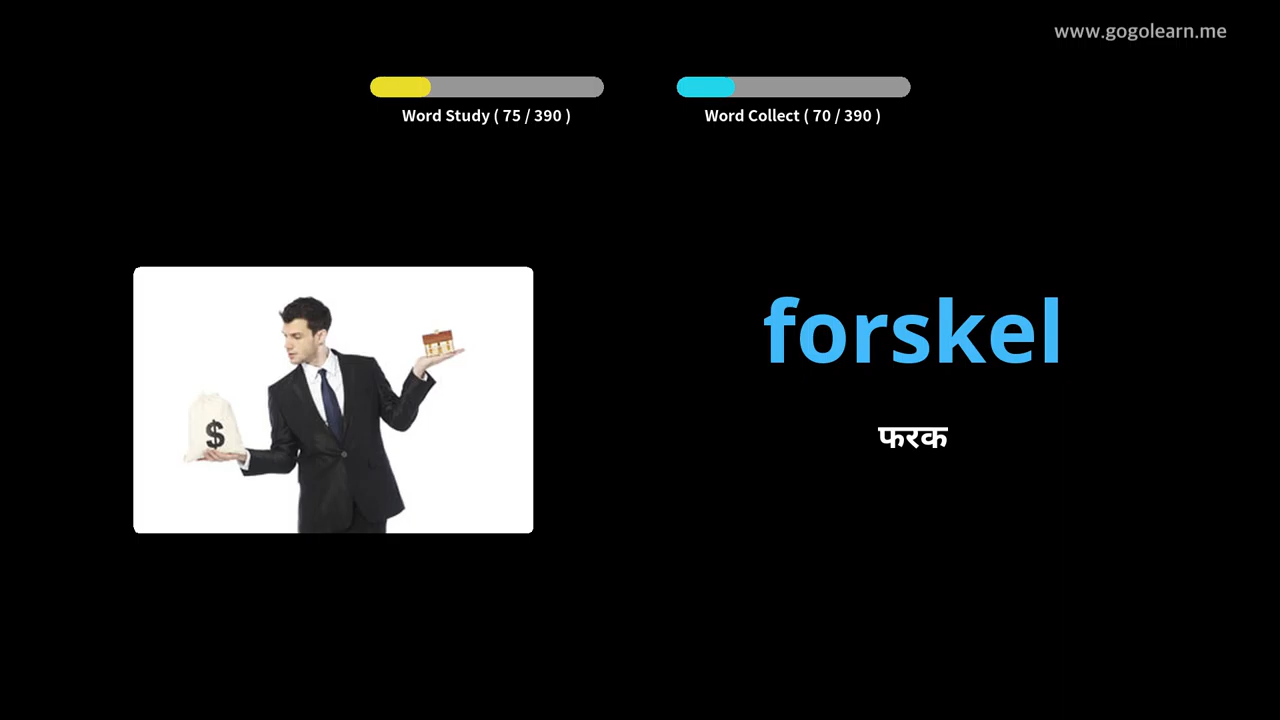 www.gogolearn.me
Word Study ( 75 / 390 )
Word Collect ( 70 / 390 )
$
forskel
फरक